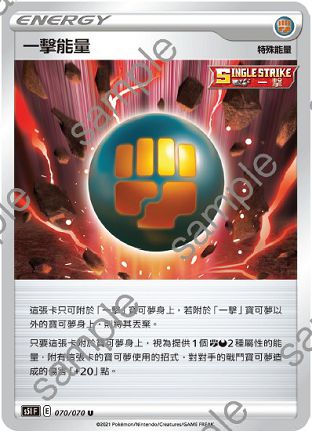 ENERGY
一擊能量
特殊能量
SINGLE STRIKE
一擊
sample
sample
sample
sample
sample
這張卡只可附於「一擊」寶可夢身上，若附於「一擊」寶可夢以
外的寶可夢身上，則將其丟棄。
只要這張卡附於寶可夢身上，視為提供1個2種屬性的能
量，附有這張卡的寶可夢使用的招式，對對手的戰鬥寶可夢造
成的傷害「+20」點。
s5I F E 070/070 U
©2021 Pokémon/Nintendo/Creatures/GAME FREAK